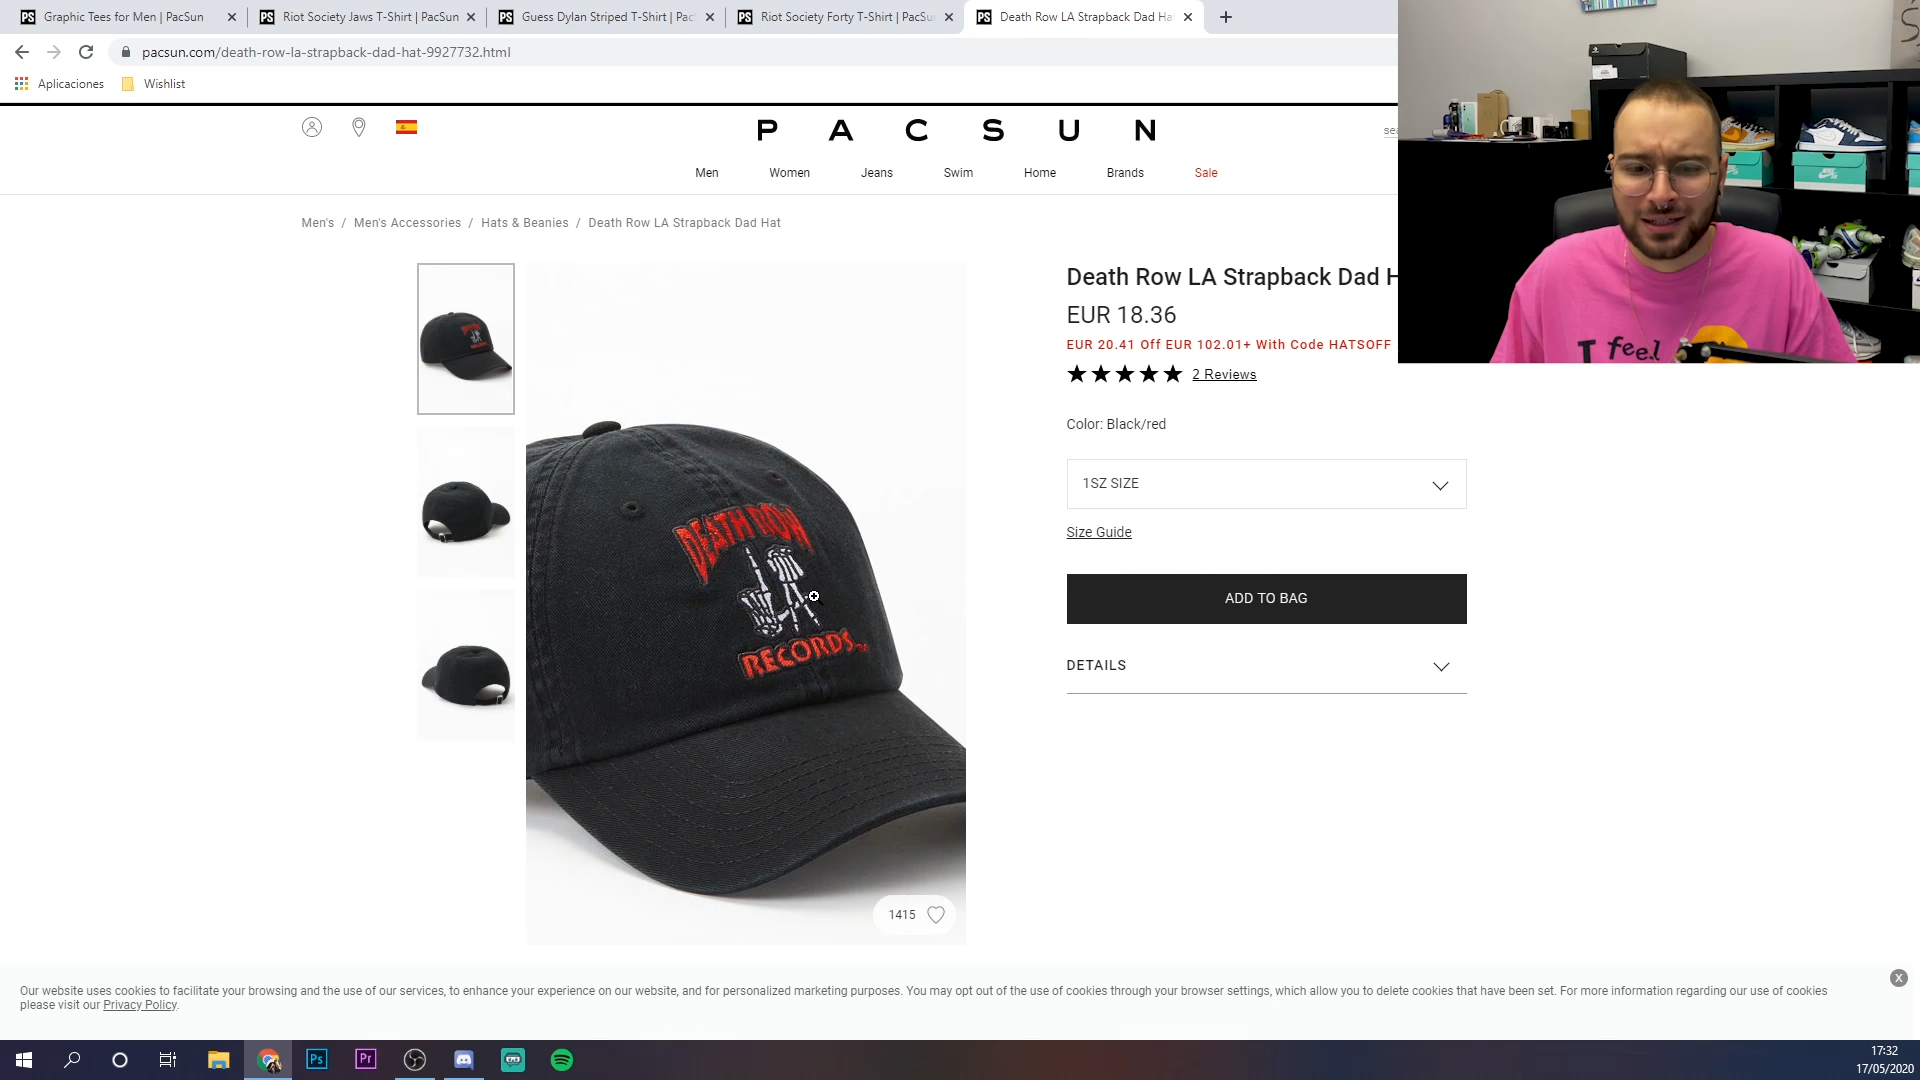 Graphic Tees for Men | PacSun
Riot Society Jaws T-Shirt | PacSun
Guess Dylan Striped T-Shirt | Pac
Riot Society Forty T-Shirt | PacSu
Death Row LA Strapback Dad Ha
pacsun.com/death-row-la-strapback-dad-hat-9927732.html
Aplicaciones
Wishlist
PACSUN
sea
Men
Women
Jeans
Swim
Home
Brands
Sale
Men's / Men's Accessories / Hats & Beanies / Death Row LA Strapback Dad Hat
Death Row LA Strapback Dad H
EUR 18.36
EUR 20.41 Off EUR 102.01+ With Code HATSOFF
2 Reviews
Color: Black/red
1SZ SIZE
Size Guide
ADD TO BAG
DETAILS
DEATH ROW
RECORDS
1415
I feel
Our website uses cookies to facilitate your browsing and the use of our services, to enhance your experience on our website, and for personalized marketing purposes. You may opt out of the use of cookies through your browser settings, which allow you to delete cookies that have been set. For more information regarding our use of cookies
please visit our Privacy Policy.
X
Ps
Pr
17:32
17/05/2020